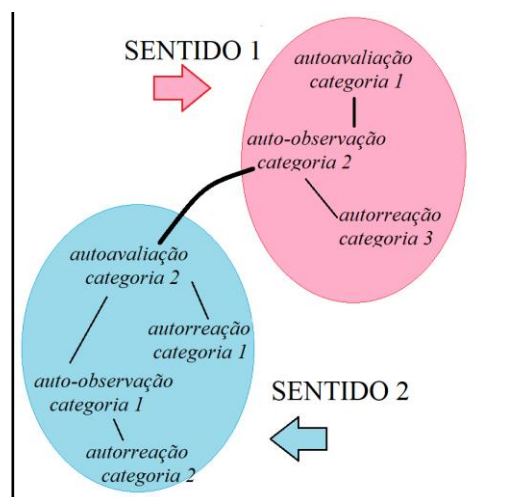 SENTIDO 1
autoavaliação
categoria 1
auto-observação
categoria 2
autorreação
categoria 3
autoavaliação
categoria 2
autorreação
categoria 1
auto-observação
categoria 1
SENTIDO 2
autorreação
categoria 2